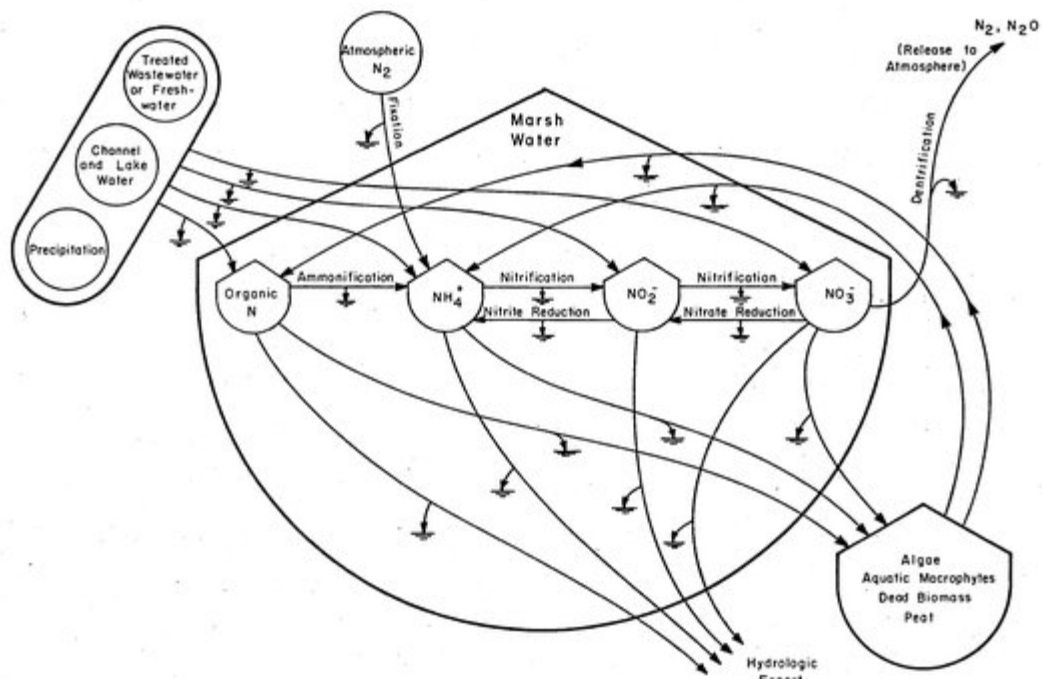 Treated
Wastewater
or Fresh-
water
Channel
and Lake
Water
Precipitation
Atmospheric
N2
Fixation
Marsh
Water
N2, N2O
(Release to
Atmosphere)
Dentrification
Organic
N
Ammonification
NH4+
Nitrification
Nitrite Reduction
NO2-
Nitrification
Nitrate Reduction
NO3-
Algae
Aquatic Macrophytes
Dead Biomass
Peat
Hydrologic
Export